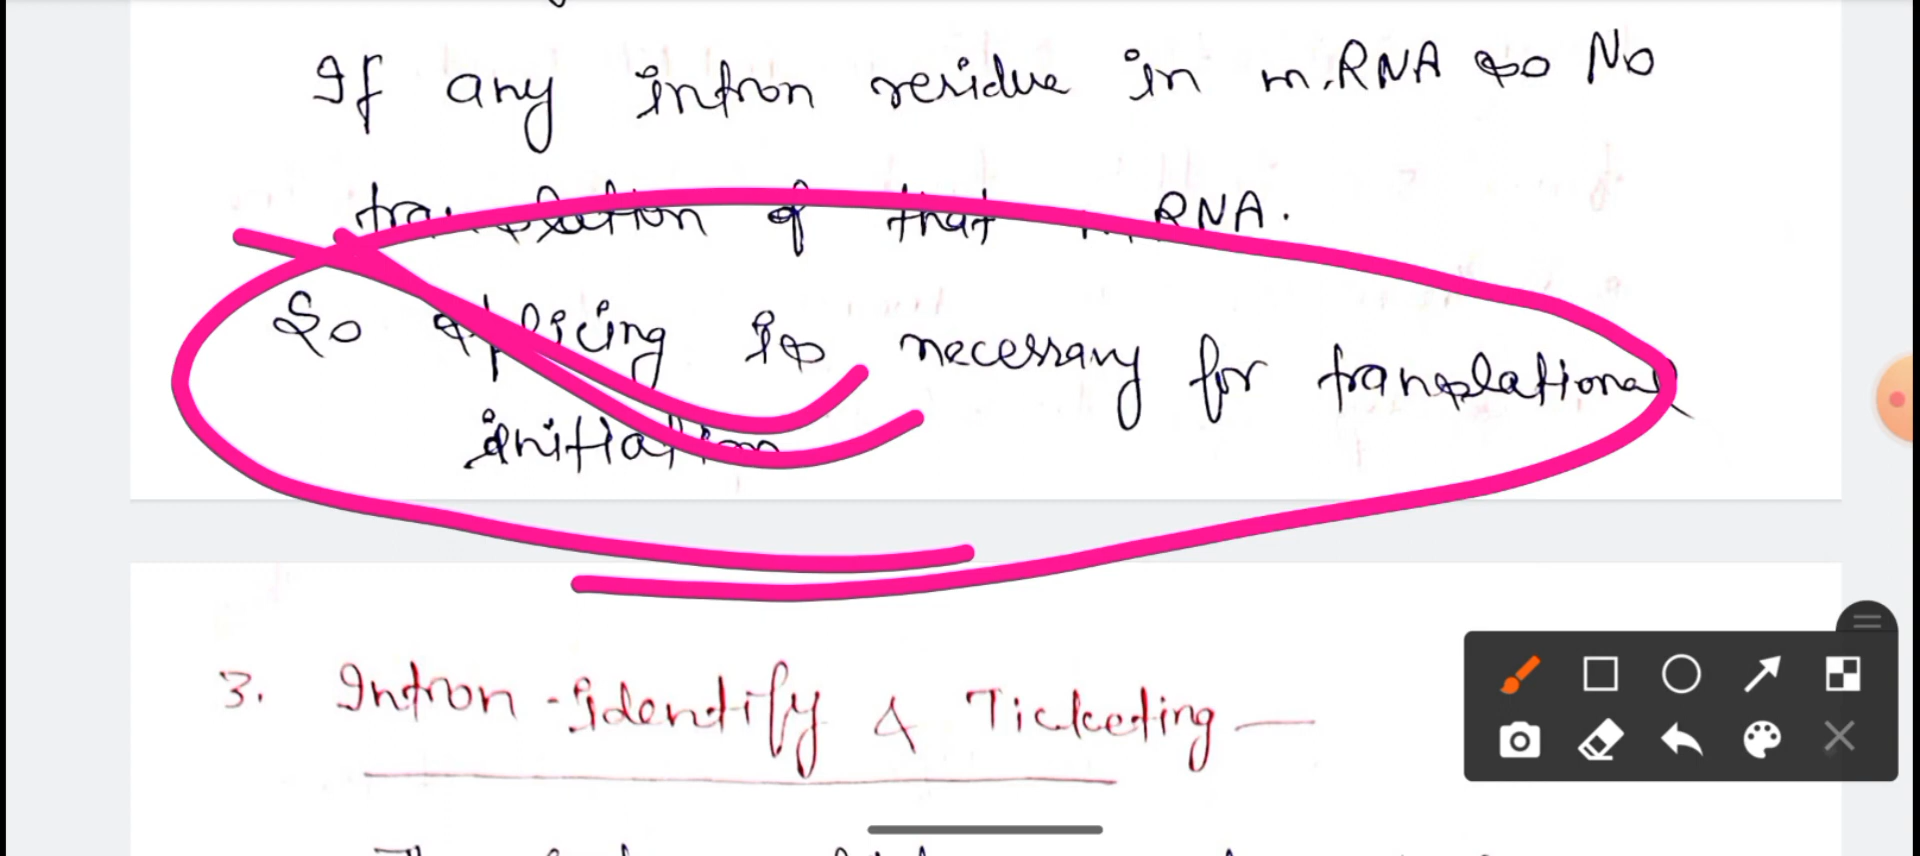 If any intron residue in m.RNA so No
translation of that mRNA.
So splicing is necessary for translational
initiation
3. Intron - identify & Ticketing —